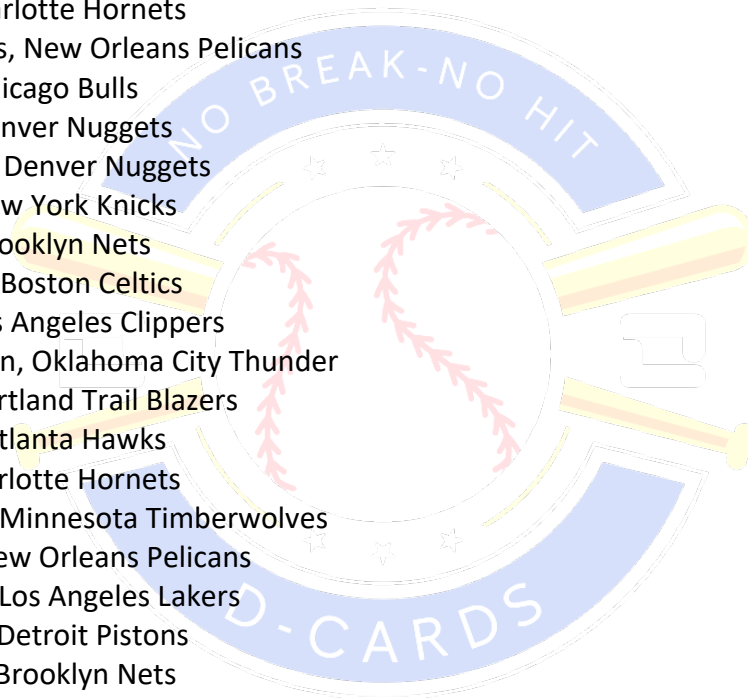 rlotte Hornets
s, New Orleans Pelicans
icago Bulls
nver Nuggets
Denver Nuggets
w York Knicks
ooklyn Nets
Boston Celtics
s Angeles Clippers
n, Oklahoma City Thunder
rtland Trail Blazers
tlanta Hawks
rlotte Hornets
Minnesota Timberwolves
ew Orleans Pelicans
Los Angeles Lakers
Detroit Pistons
Brooklyn Nets
NO BREAK-NO HIT
D-CARDS